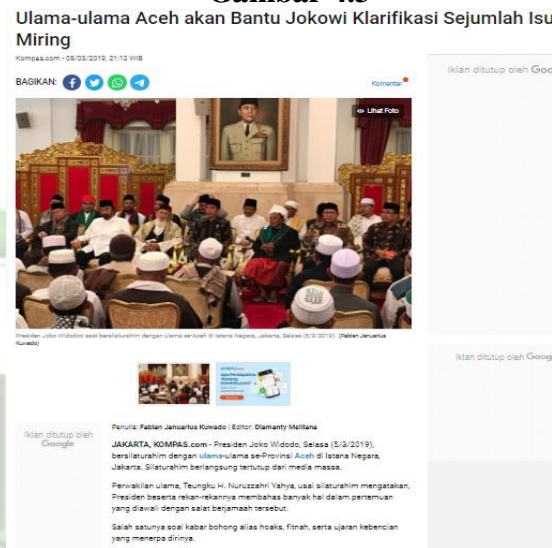 Gambar 4.3
Ulama-ulama Aceh akan Bantu Jokowi Klarifikasi Sejumlah Isu
Miring
Kompas.com - 05/03/2019, 21:12 WIB
BAGIKAN:
Komentar
Iklan ditutup oleh Goo
Lihat Foto
Presiden Joko Widodo saat bersilaturahim dengan ulama se-Aceh di Istana Negara, Jakarta, Selasa (5/3/2019). (Fabian Januarius
Kuwado)
Iklan ditutup oleh Goog
Iklan ditutup oleh
Google
Penulis: Fabian Januarius Kuwado | Editor: Diamanty Meiliana
JAKARTA, KOMPAS.com - Presiden Joko Widodo, Selasa (5/3/2019),
bersilaturahim dengan ulama-ulama se-Provinsi Aceh di Istana Negara,
Jakarta. Silaturahim berlangsung tertutup dari media massa.
Perwakilan ulama, Teungku H. Nuruzzahri Yahya, usai silaturahim mengatakan,
Presiden beserta rekan-rekannya membahas banyak hal dalam pertemuan
yang diawali dengan salat berjamaah tersebut.
Salah satunya soal kabar bohong alias hoaks, fitnah, serta ujaran kebencian
yang menerpa dirinya.